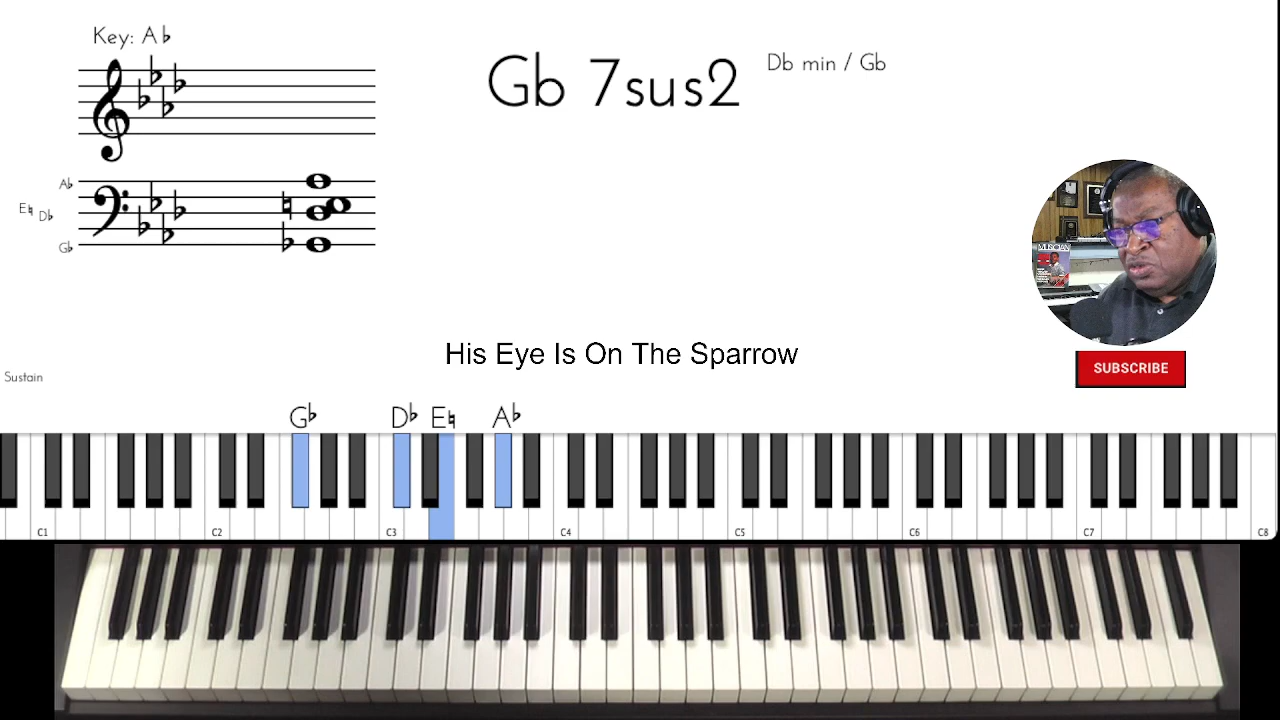 Key: A♭
Gb 7sus2
Db min / Gb
A♭
E♮ D♭
G♭
His Eye Is On The Sparrow
SUBSCRIBE
Sustain
G♭ D♭ E♮ A♭
C1 C2 C3 C4 C5 C6 C7 C8